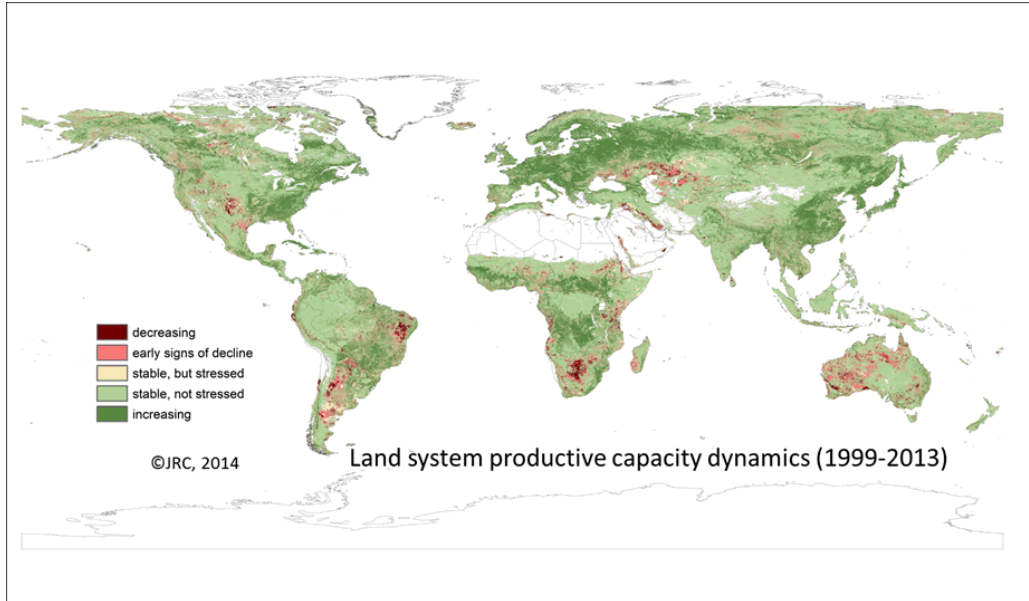 decreasing
early signs of decline
stable, but stressed
stable, not stressed
increasing
©JRC, 2014
Land system productive capacity dynamics (1999-2013)